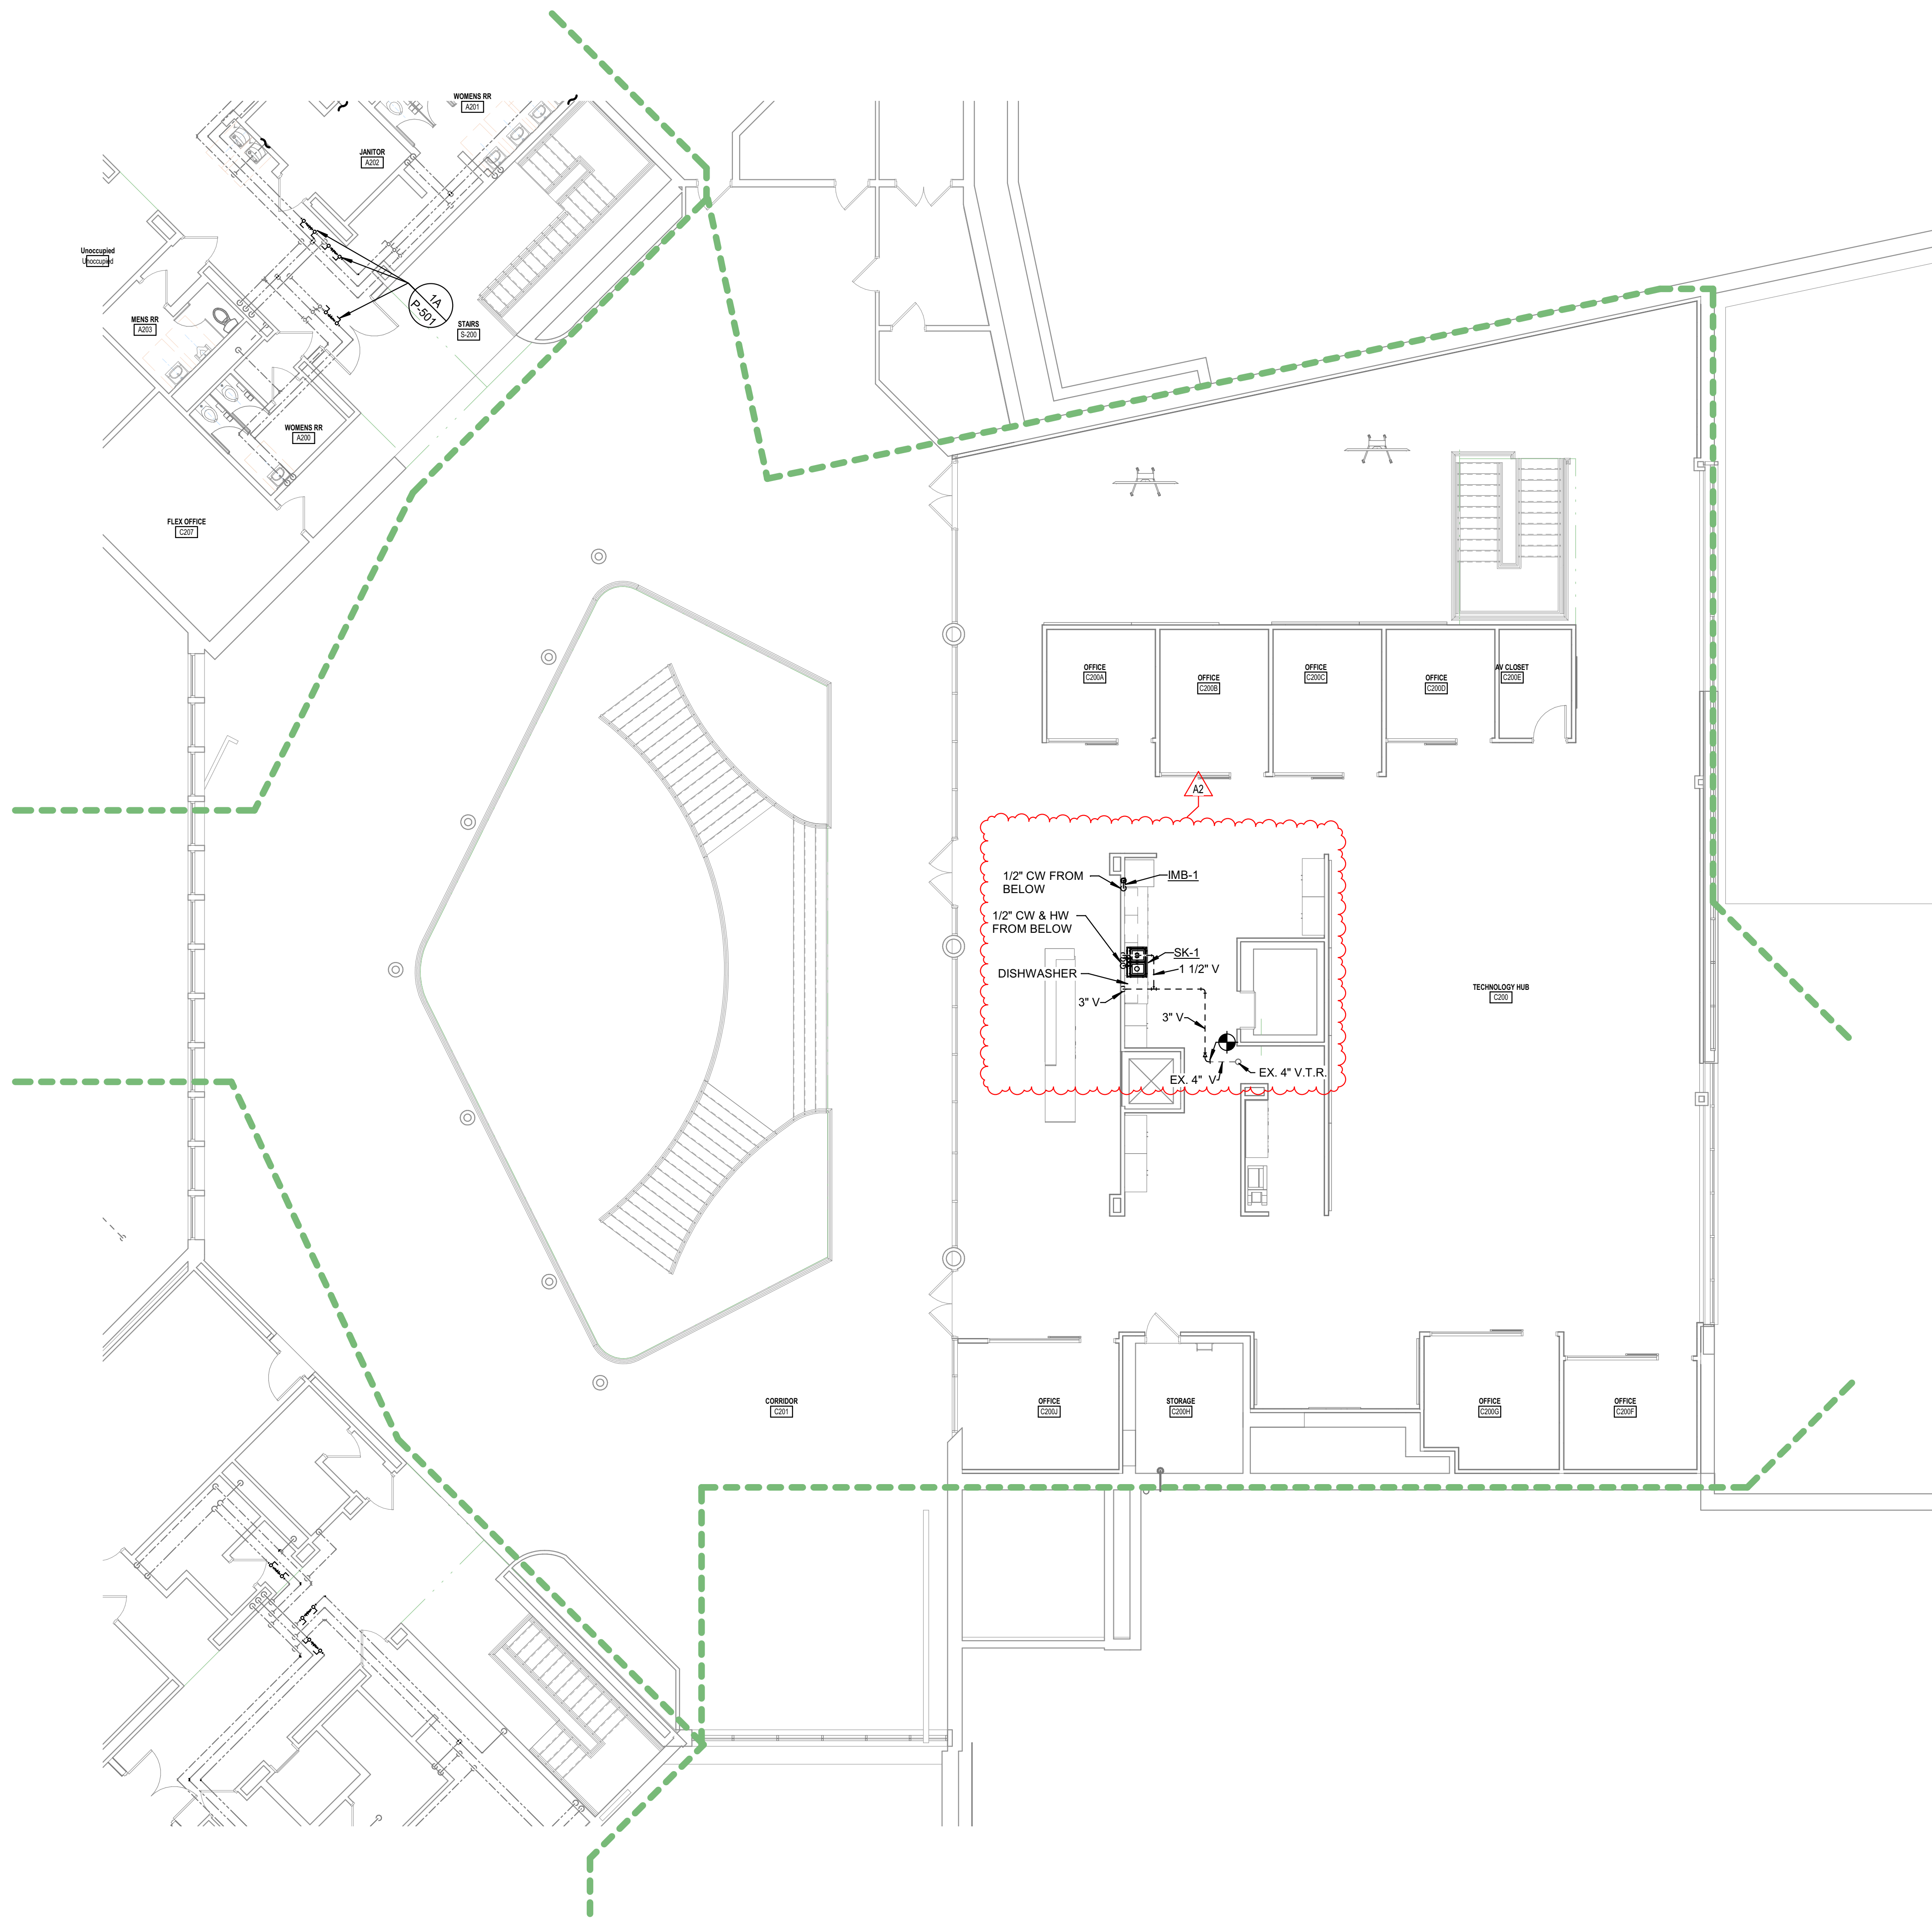 WOMENS RR
A201
JANITOR
A202
Unoccupied
Unoccupied
1A
P-501
MENS RR
A203
STAIRS
S-200
WOMENS RR
A200
FLEX OFFICE
C207
OFFICE
C200A
OFFICE
C200B
OFFICE
C200C
OFFICE
C200D
AV CLOSET
C200E
A2
1/2" CW FROM
BELOW
IMB-1
1/2" CW & HW
FROM BELOW
SK-1
DISHWASHER
1 1/2" V
3" V
3" V
EX. 4" V
EX. 4" V.T.R.
TECHNOLOGY HUB
C200
CORRIDOR
C201
OFFICE
C200J
STORAGE
C200H
OFFICE
C200G
OFFICE
C200F